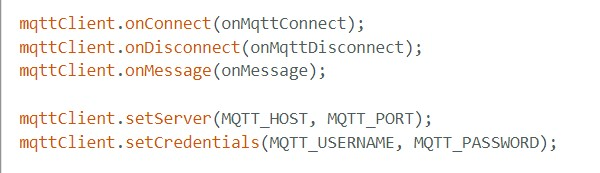 mqttClient.onConnect(onMqttConnect);
mqttClient.onDisconnect(onMqttDisconnect);
mqttClient.onMessage(onMessage);
mqttClient.setServer(MQTT_HOST, MQTT_PORT);
mqttClient.setCredentials(MQTT_USERNAME, MQTT_PASSWORD);